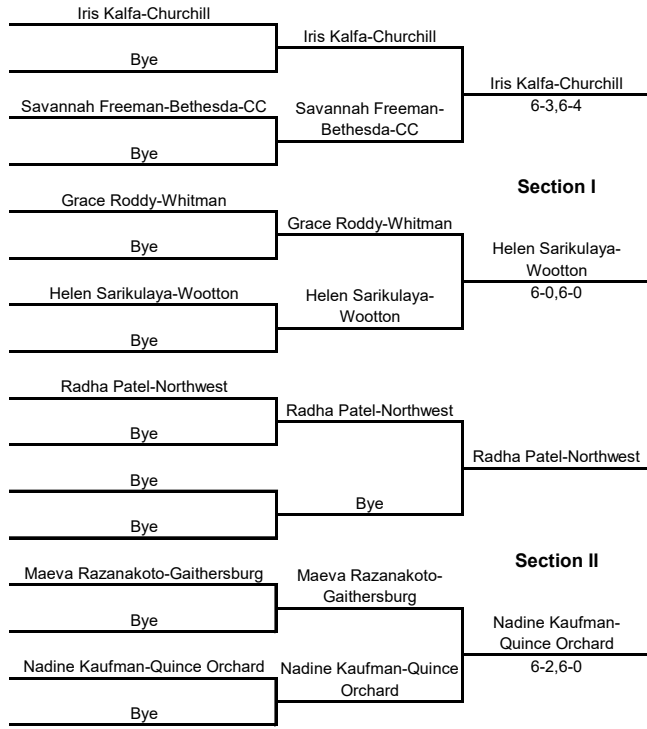 Iris Kalfa-Churchill
Bye
Savannah Freeman-Bethesda-CC
Bye
Grace Roddy-Whitman
Bye
Helen Sarikulaya-Wootton
Bye
Radha Patel-Northwest
Bye
Bye
Bye
Maeva Razanakoto-Gaithersburg
Bye
Nadine Kaufman-Quince Orchard
Bye
Iris Kalfa-Churchill
Savannah Freeman-
Bethesda-CC
Grace Roddy-Whitman
Helen Sarikulaya-
Wootton
Radha Patel-Northwest
Bye
Maeva Razanakoto-
Gaithersburg
Nadine Kaufman-Quince
Orchard
Iris Kalfa-Churchill
6-3,6-4
Section I
Helen Sarikulaya-
Wootton
6-0,6-0
Radha Patel-Northwest
Section II
Nadine Kaufman-
Quince Orchard
6-2,6-0